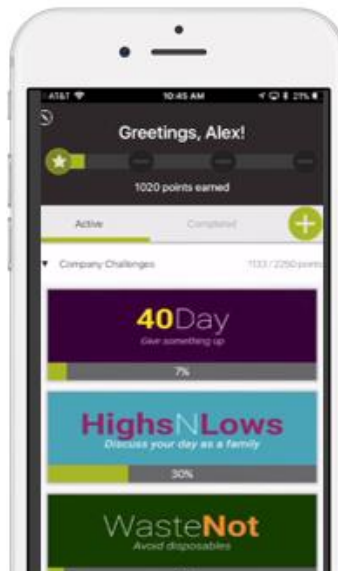 AT&T 10:45 AM 21%
Greetings, Alex!
1020 points earned
Active Completed +
Company Challenges 1133 / 2250 points
40Day
Give something up
7%
HighsNLows
Discuss your day as a family
30%
WasteNot
Avoid disposables